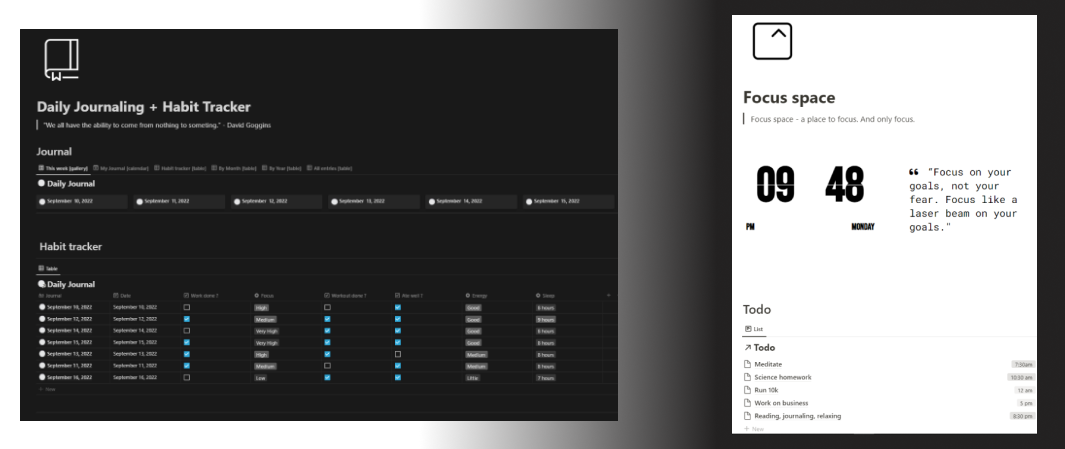 Daily Journaling + Habit Tracker
"We all have the ability to come from nothing to someting." - David Goggins
Journal
This week [gallery] My Journal [calendar] Habit tracker [table] By Month [table] By Year [table] All entries [table]
Daily Journal
September 10, 2022 September 11, 2022 September 12, 2022 September 13, 2022 September 14, 2022 September 15, 2022
Habit tracker
Table
Daily Journal
Journal Date Work done ? Focus Workout done ? Energy Sleep
September 10, 2022 September 10, 2022 High Good 8 hours
September 12, 2022 September 12, 2022 Medium Good 9 hours
September 14, 2022 September 14, 2022 Very High Good 8 hours
September 15, 2022 September 15, 2022 Very High Good 8 hours
September 13, 2022 September 13, 2022 High Medium 8 hours
September 11, 2022 September 11, 2022 Medium Medium 8 hours
September 16, 2022 September 16, 2022 Low 7 hours
+ New
Focus space
Focus space - a place to focus. And only focus.
09 48
PM MONDAY
"Focus on your
goals, not your
fear. Focus like a
laser beam on your
goals."
Todo
List
Todo
Meditate 7:30am
Science homework 10:30 am
Run 10k 12 am
Work on business 5 pm
Reading, journaling, relaxing 8:30 pm
+ New